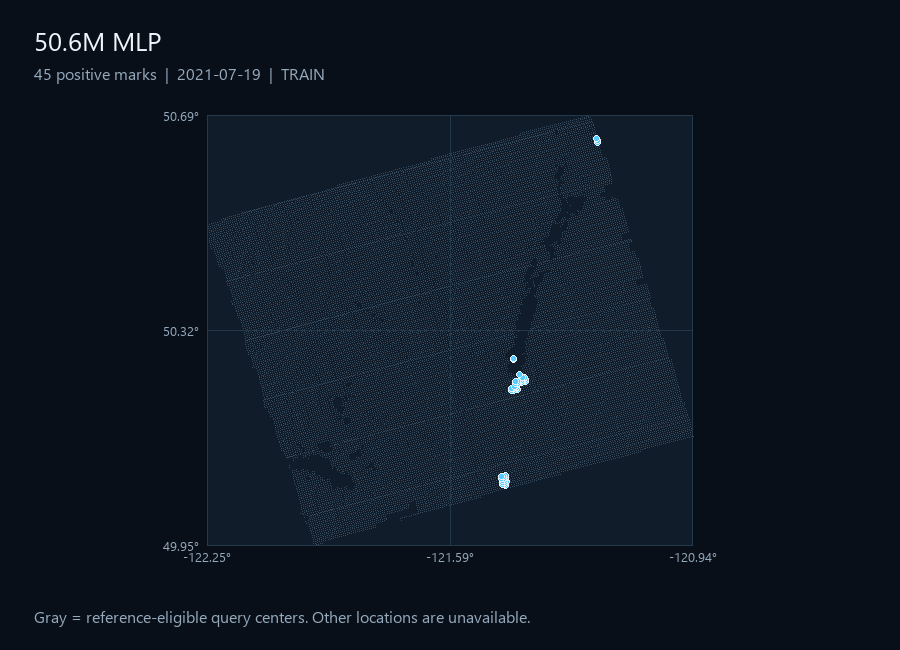 50.6M MLP
45 positive marks | 2021-07-19 | TRAIN
50.69°
50.32°
49.95°
-122.25°
-121.59°
-120.94°
Gray = reference-eligible query centers. Other locations are unavailable.